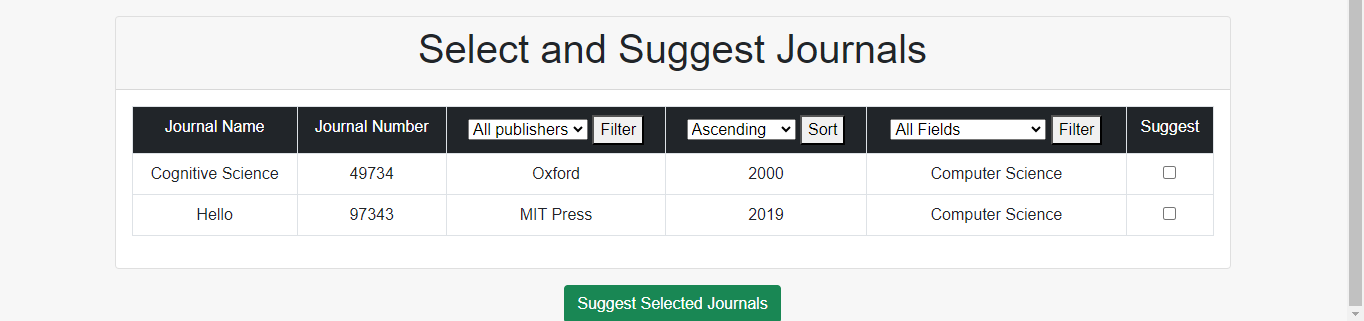 Select and Suggest Journals
Journal Name Journal Number All publishers Filter Ascending Sort All Fields Filter Suggest
Cognitive Science 49734 Oxford 2000 Computer Science
Hello 97343 MIT Press 2019 Computer Science
Suggest Selected Journals